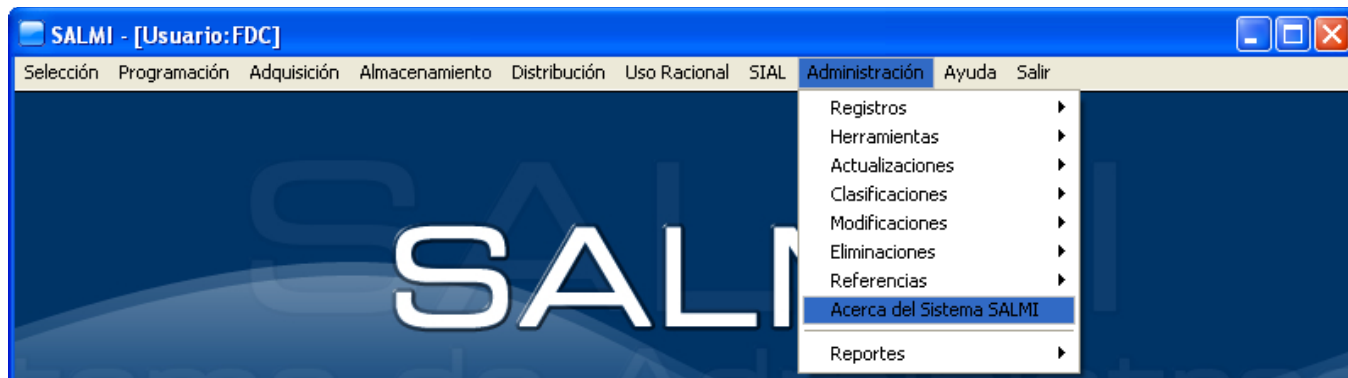 SALMI - [Usuario:FDC]
Selección Programación Adquisición Almacenamiento Distribución Uso Racional SIAL Administración Ayuda Salir
Registros
Herramientas
Actualizaciones
Clasificaciones
Modificaciones
Eliminaciones
Referencias
Acerca del Sistema SALMI
Reportes
SALMI